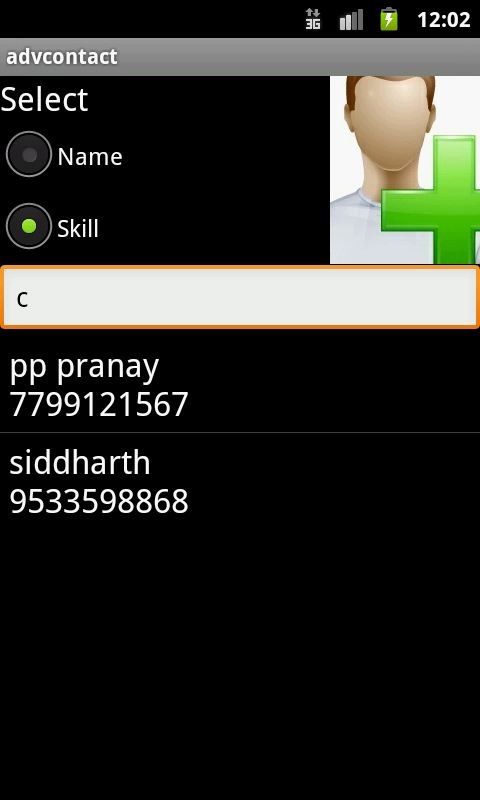 3G
12:02
advcontact
Select
Name
Skill
c
pp pranay
7799121567
siddharth
9533598868